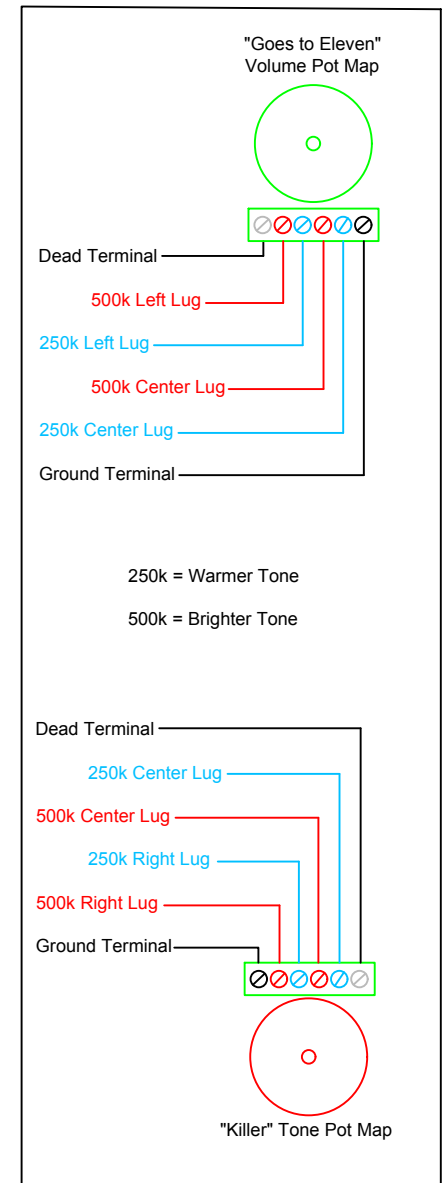 "Goes to Eleven"
Volume Pot Map
Dead Terminal
500k Left Lug
250k Left Lug
500k Center Lug
250k Center Lug
Ground Terminal
250k = Warmer Tone
500k = Brighter Tone
Dead Terminal
250k Center Lug
500k Center Lug
250k Right Lug
500k Right Lug
Ground Terminal
"Killer" Tone Pot Map